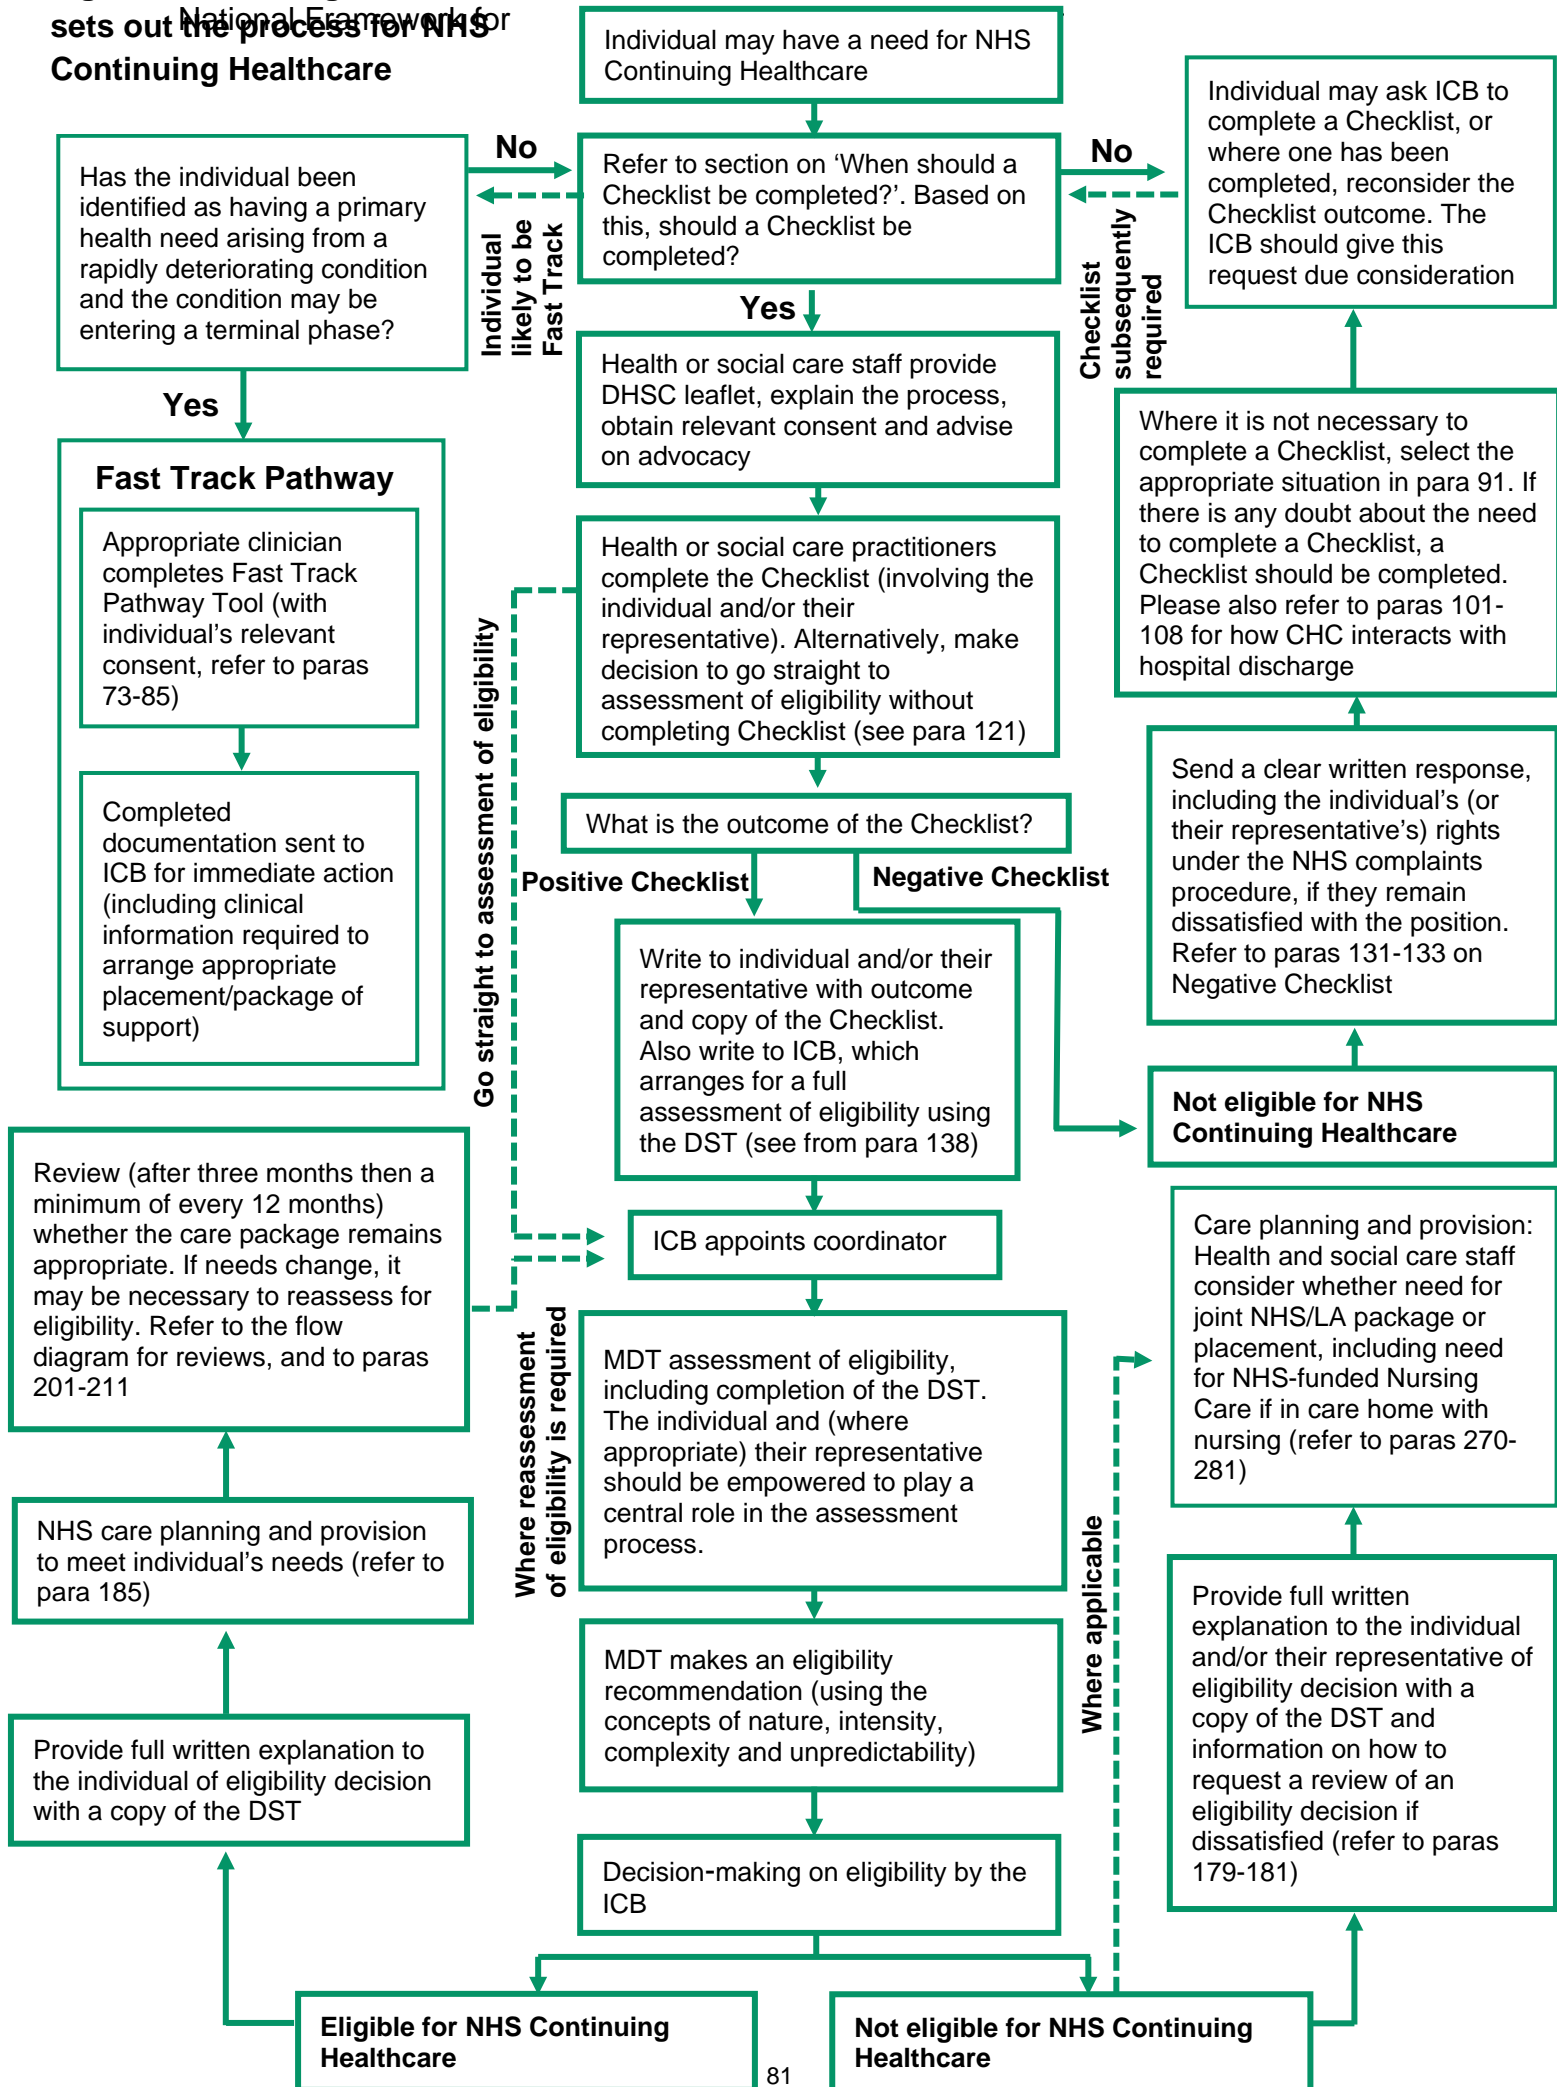 National Framework for
sets out the process for NHS
Continuing Healthcare
Individual may have a need for NHS
Continuing Healthcare
Has the individual been
identified as having a primary
health need arising from a
rapidly deteriorating condition
and the condition may be
entering a terminal phase?
No
Individual
likely to be
Fast Track
Refer to section on ‘When should a
Checklist be completed?’. Based on
this, should a Checklist be
completed?
No
Checklist
subsequently
required
Individual may ask ICB to
complete a Checklist, or
where one has been
completed, reconsider the
Checklist outcome. The
ICB should give this
request due consideration
Yes
Yes
Health or social care staff provide
DHSC leaflet, explain the process,
obtain relevant consent and advise
on advocacy
Where it is not necessary to
complete a Checklist, select the
appropriate situation in para 91. If
there is any doubt about the need
to complete a Checklist, a
Checklist should be completed.
Please also refer to paras 101-
108 for how CHC interacts with
hospital discharge
Fast Track Pathway
Appropriate clinician
completes Fast Track
Pathway Tool (with
individual’s relevant
consent, refer to paras
73-85)
Completed
documentation sent to
ICB for immediate action
(including clinical
information required to
arrange appropriate
placement/package of
support)
Go straight to assessment of eligibility
Health or social care practitioners
complete the Checklist (involving the
individual and/or their
representative). Alternatively, make
decision to go straight to
assessment of eligibility without
completing Checklist (see para 121)
What is the outcome of the Checklist?
Positive Checklist
Negative Checklist
Send a clear written response,
including the individual’s (or
their representative’s) rights
under the NHS complaints
procedure, if they remain
dissatisfied with the position.
Refer to paras 131-133 on
Negative Checklist
Write to individual and/or their
representative with outcome
and copy of the Checklist.
Also write to ICB, which
arranges for a full
assessment of eligibility using
the DST (see from para 138)
Not eligible for NHS
Continuing Healthcare
Review (after three months then a
minimum of every 12 months)
whether the care package remains
appropriate. If needs change, it
may be necessary to reassess for
eligibility. Refer to the flow
diagram for reviews, and to paras
201-211
ICB appoints coordinator
Care planning and provision:
Health and social care staff
consider whether need for
joint NHS/LA package or
placement, including need
for NHS-funded Nursing
Care if in care home with
nursing (refer to paras 270-
281)
Where reassessment
of eligibility is required
MDT assessment of eligibility,
including completion of the DST.
The individual and (where
appropriate) their representative
should be empowered to play a
central role in the assessment
process.
NHS care planning and provision
to meet individual’s needs (refer to
para 185)
Where applicable
Provide full written
explanation to the individual
and/or their representative of
eligibility decision with a
copy of the DST and
information on how to
request a review of an
eligibility decision if
dissatisfied (refer to paras
179-181)
MDT makes an eligibility
recommendation (using the
concepts of nature, intensity,
complexity and unpredictability)
Provide full written explanation to
the individual of eligibility decision
with a copy of the DST
Decision-making on eligibility by the
ICB
Eligible for NHS Continuing
Healthcare
Not eligible for NHS Continuing
Healthcare
81